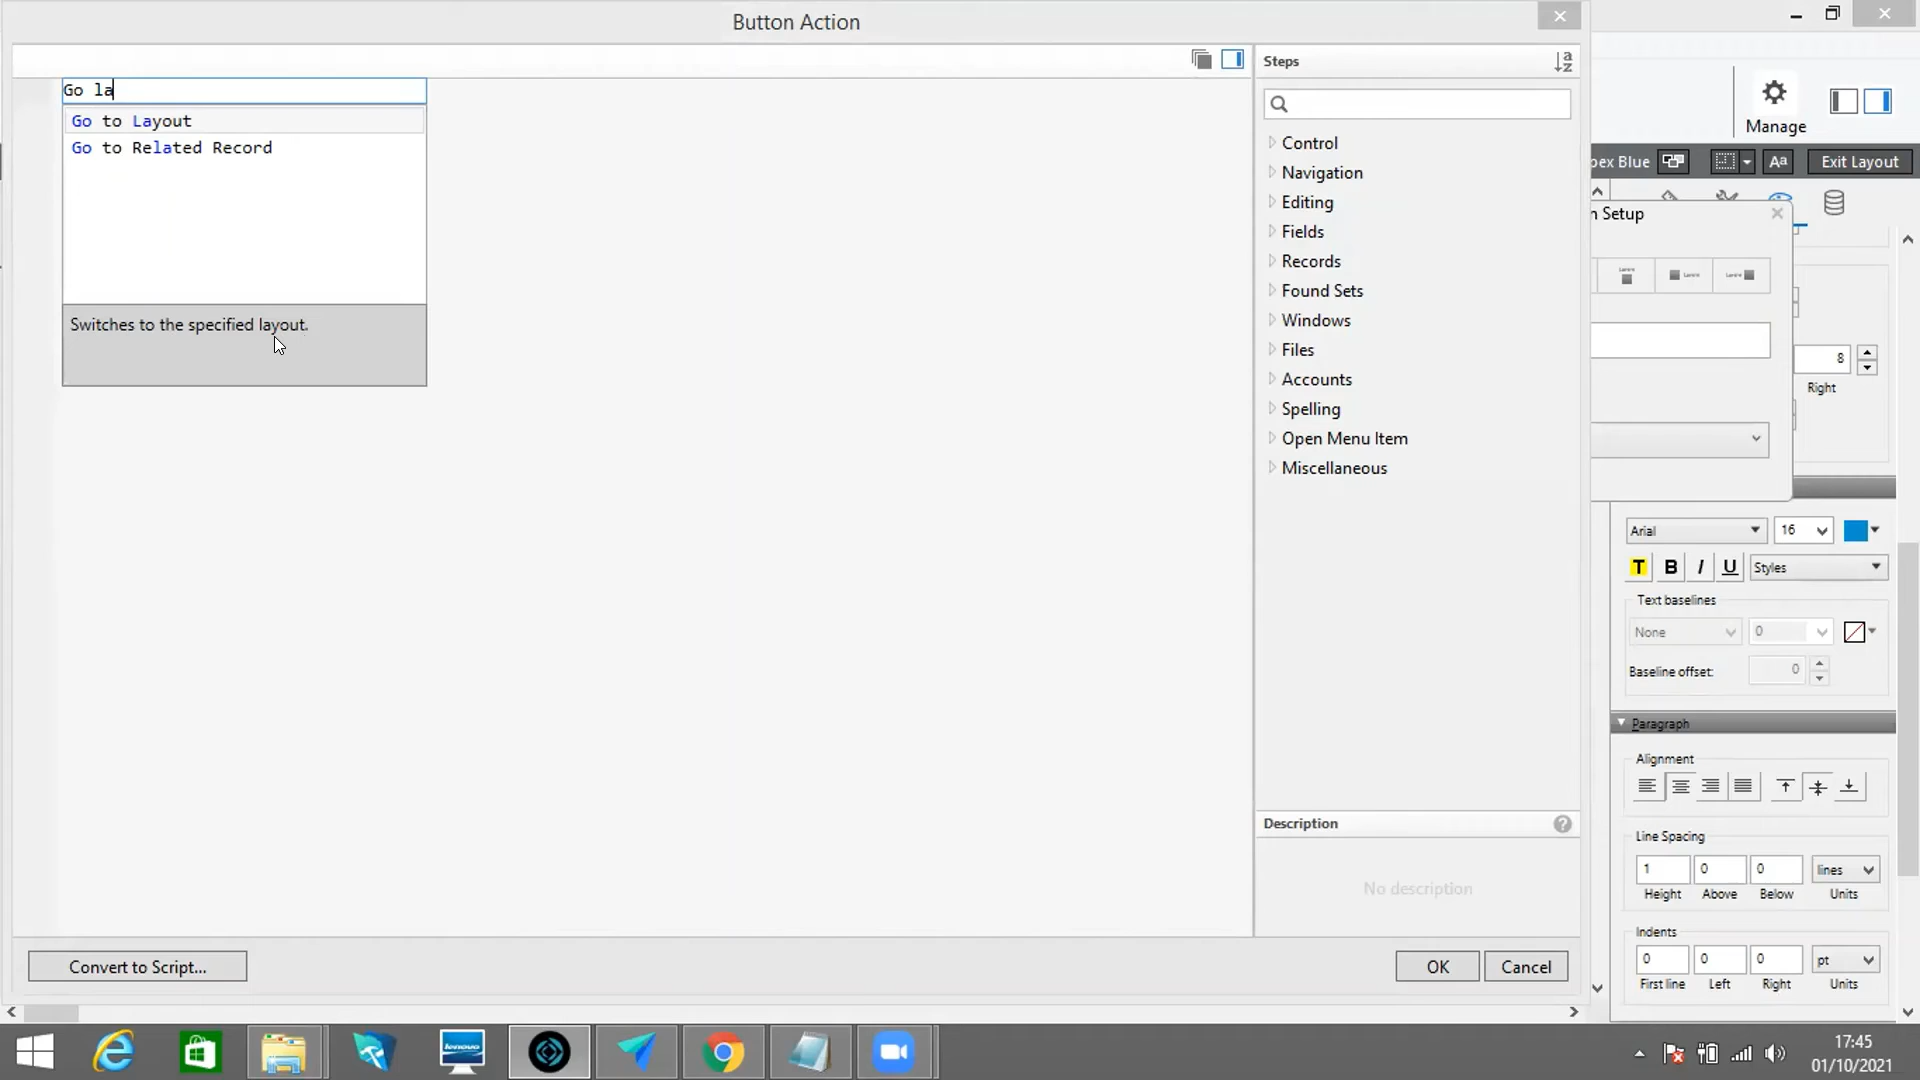 Button Action
Go la
Go to Layout
Go to Related Record
Switches to the specified layout.
Steps
Control
Navigation
Editing
Fields
Records
Found Sets
Windows
Files
Accounts
Spelling
Open Menu Item
Miscellaneous
Description
No description
Convert to Script...
OK
Cancel
Manage
pex Blue
Aa
Exit Layout
n Setup
8
Right
Arial
16
T B I U
Styles
Text baselines
None
0
Baseline offset:
0
Paragraph
Alignment
Line Spacing
1 0 0 lines
Height Above Below Units
Indents
0 0 0 pt
First line Left Right Units
lenovo
17:45
01/10/2021